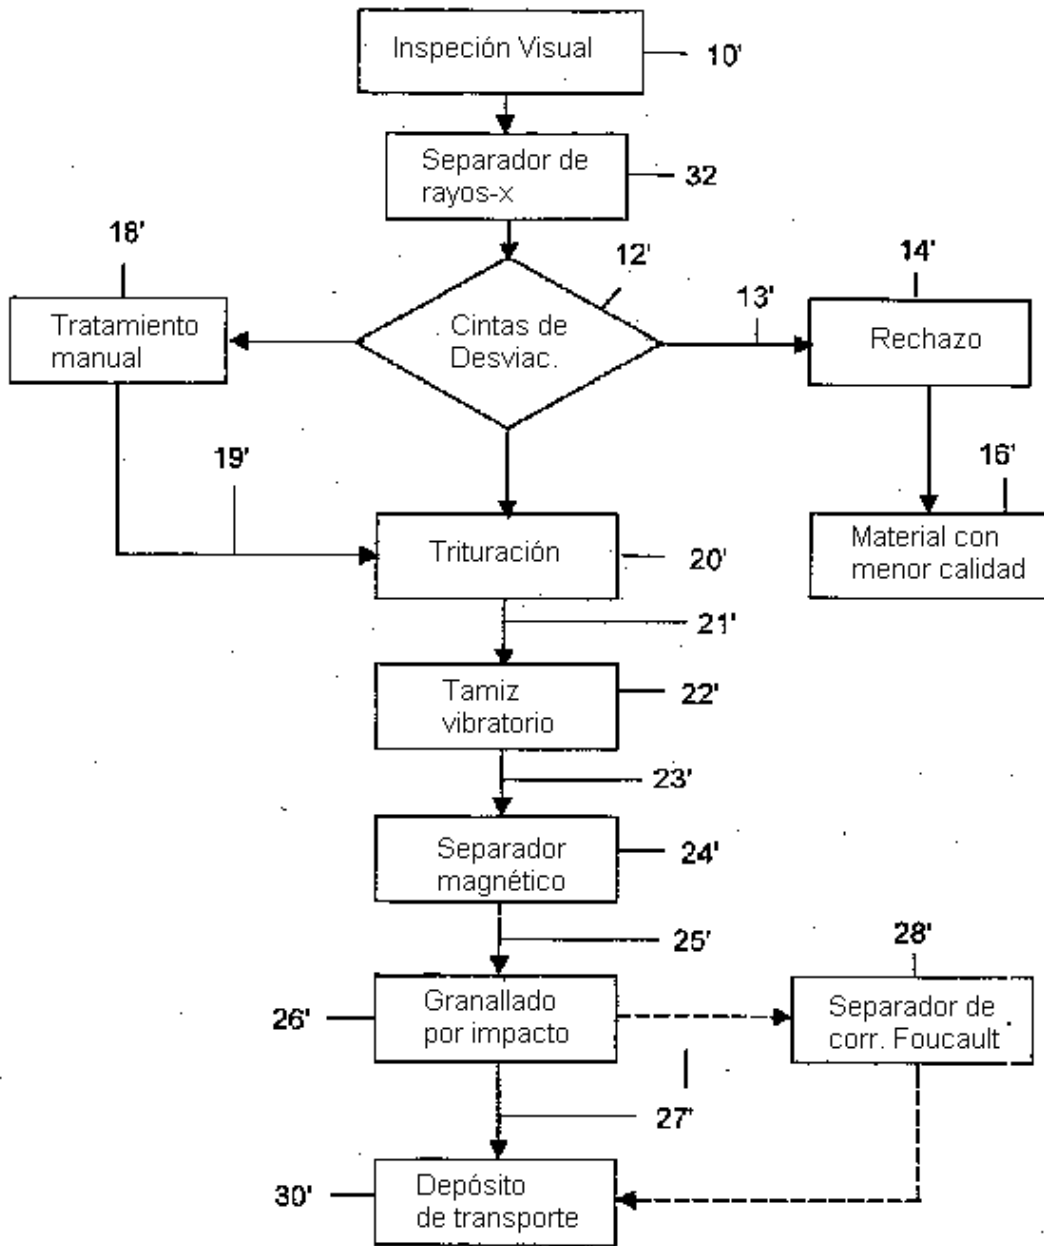 Inspeción Visual
10'
Separador de
rayos-x
32
18'
12'
14'
13'
Tratamiento
manual
. Cintas de
Desviac.
Rechazo
19'
16'
Trituración
20'
Material con
menor calidad
21'
Tamiz
vibratorio
22'
23'
Separador
magnético
24'
25'
28'
26'
Granallado
por impacto
Separador de
corr. Foucault
27'
30'
Depósito
de transporte